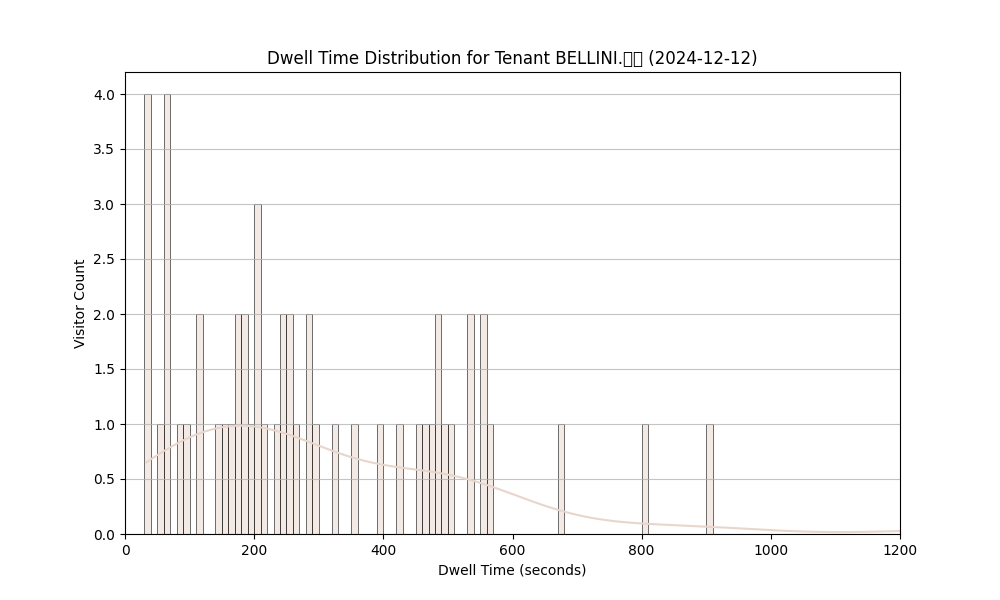 Dwell Time Distribution for Tenant BELLINI.▯▯ (2024-12-12)
4.0
3.5
3.0
2.5
2.0
1.5
1.0
0.5
0.0
Visitor Count
0 200 400 600 800 1000 1200
Dwell Time (seconds)